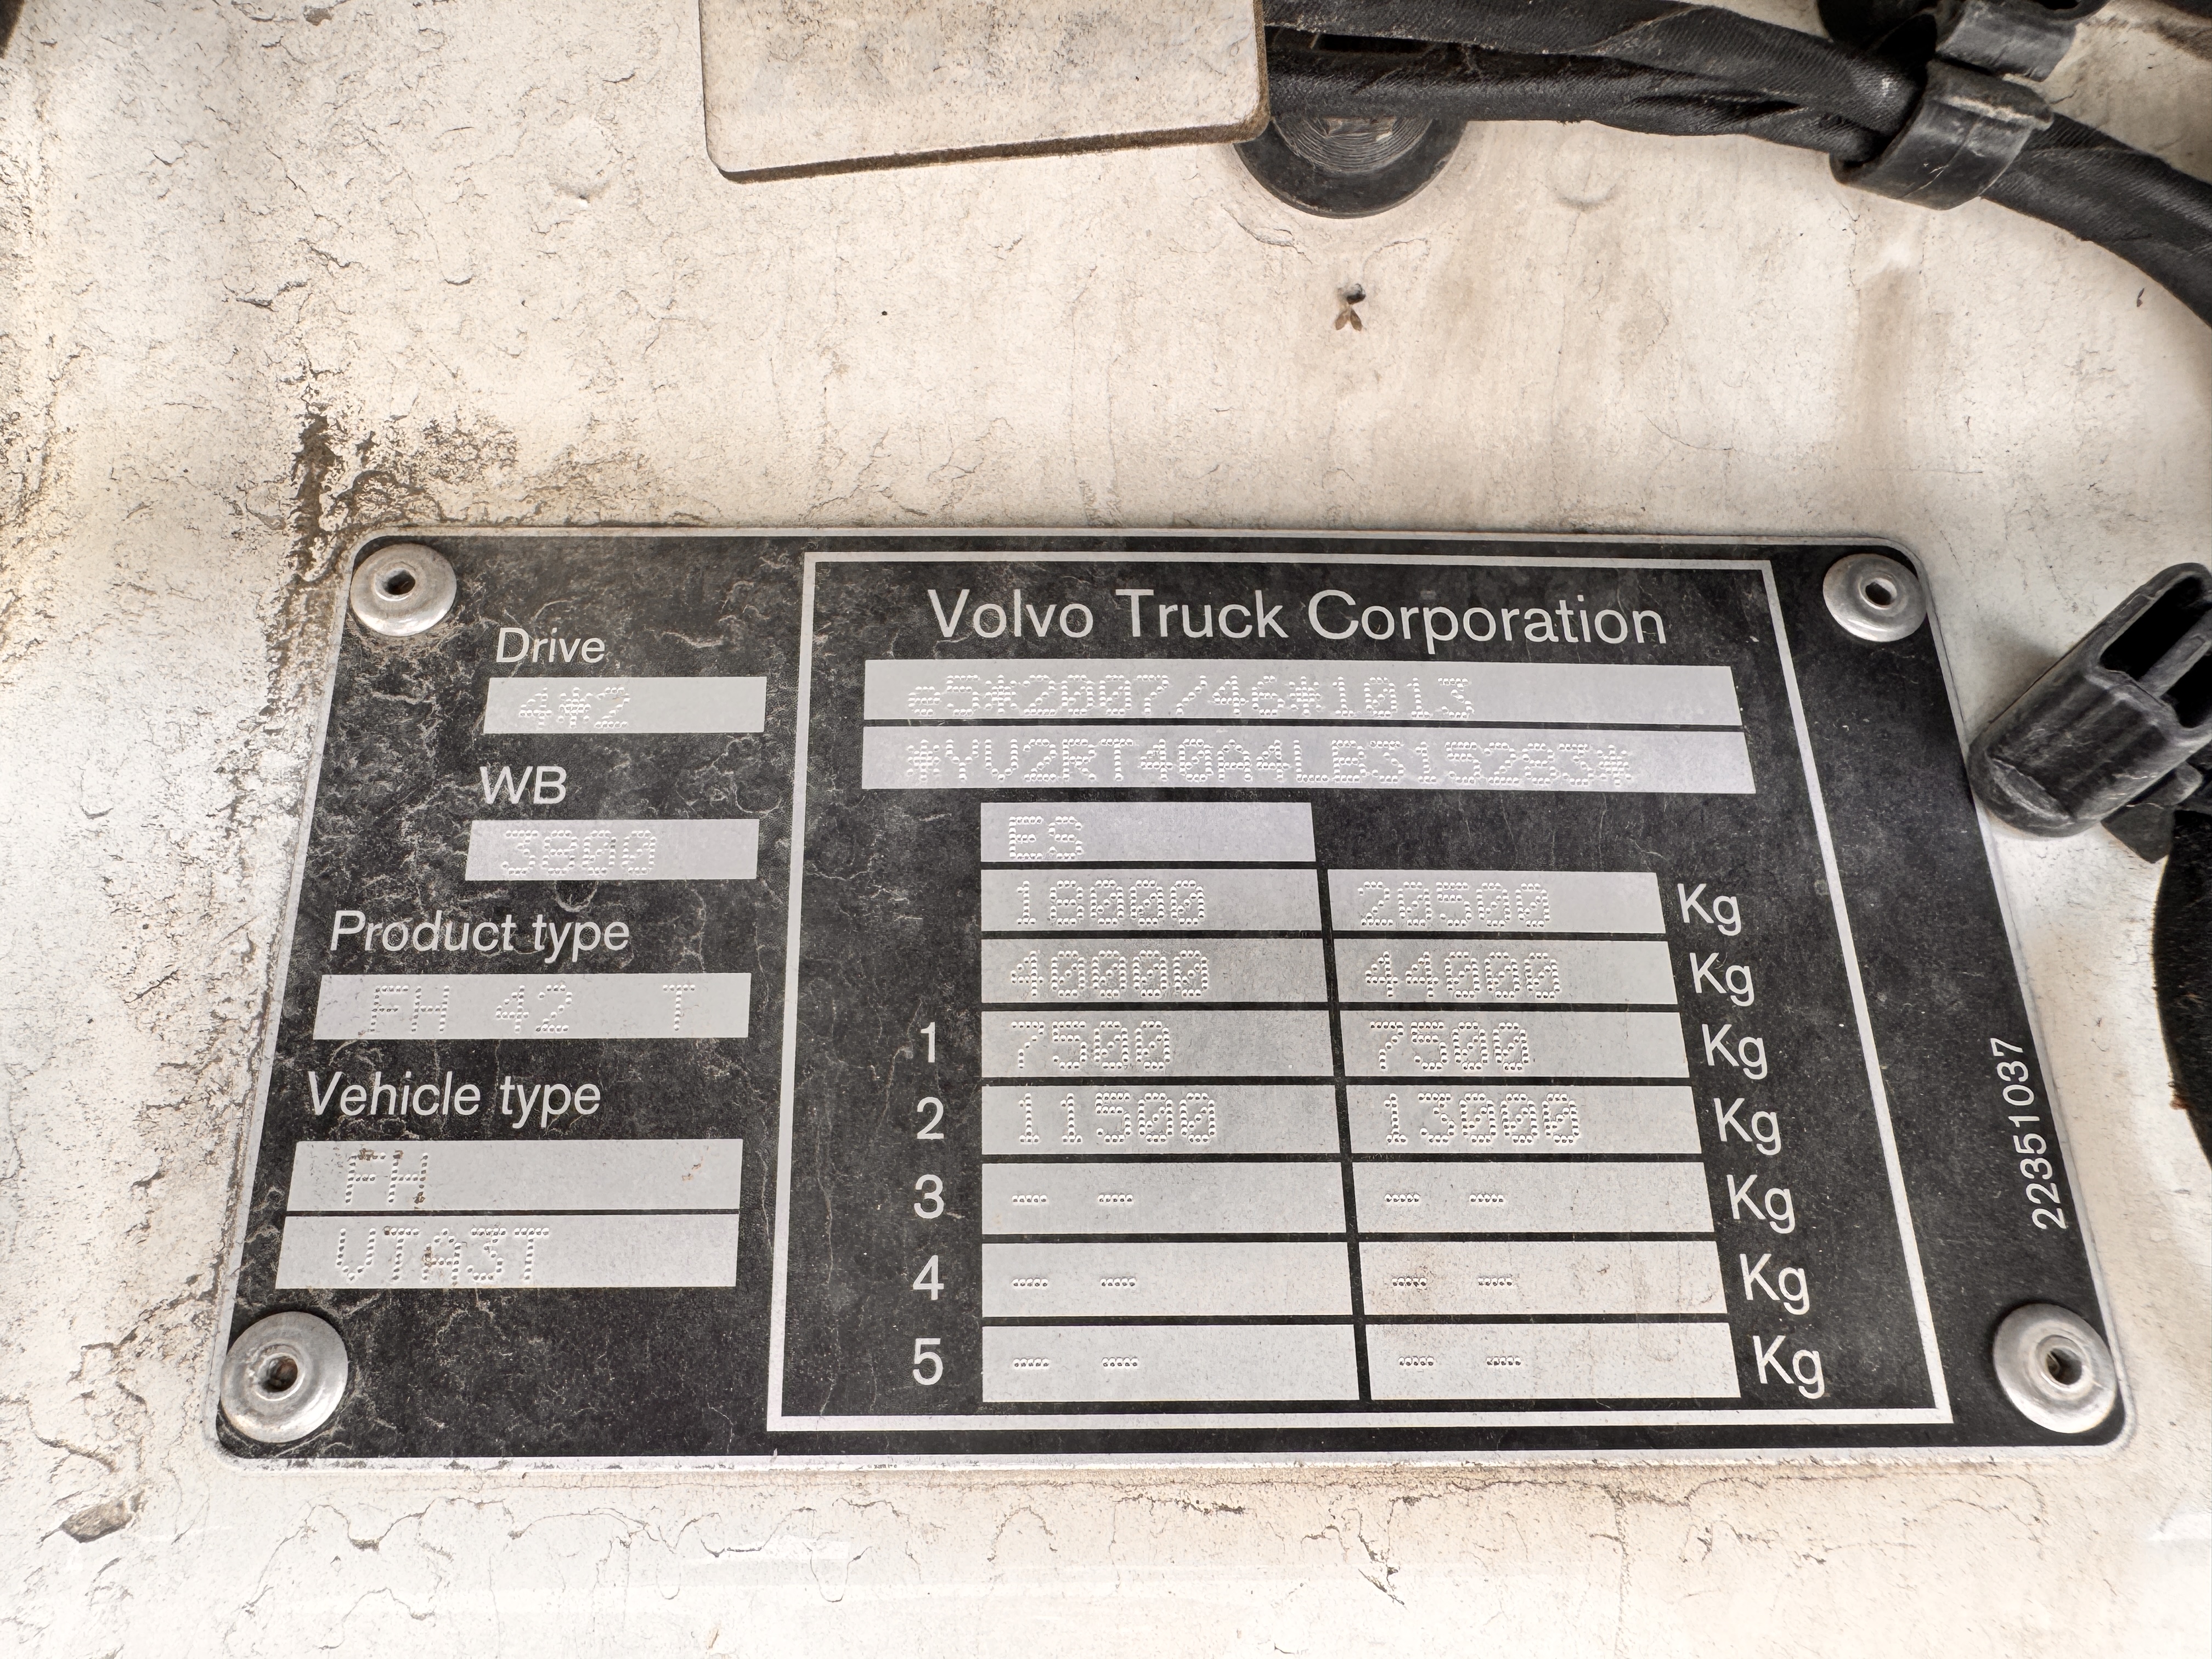 Drive
4*2
WB
3800
Product type
FH 42 T
Vehicle type
FH
VTA3T
Volvo Truck Corporation
e5*2007/46*1013
*YV2RT40A4LB315283*
ES
18000 20500 Kg
40000 44000 Kg
1 7500 7500 Kg
2 11500 13000 Kg
3 - - - - Kg
4 - - - - Kg
5 - - - - Kg
22351037